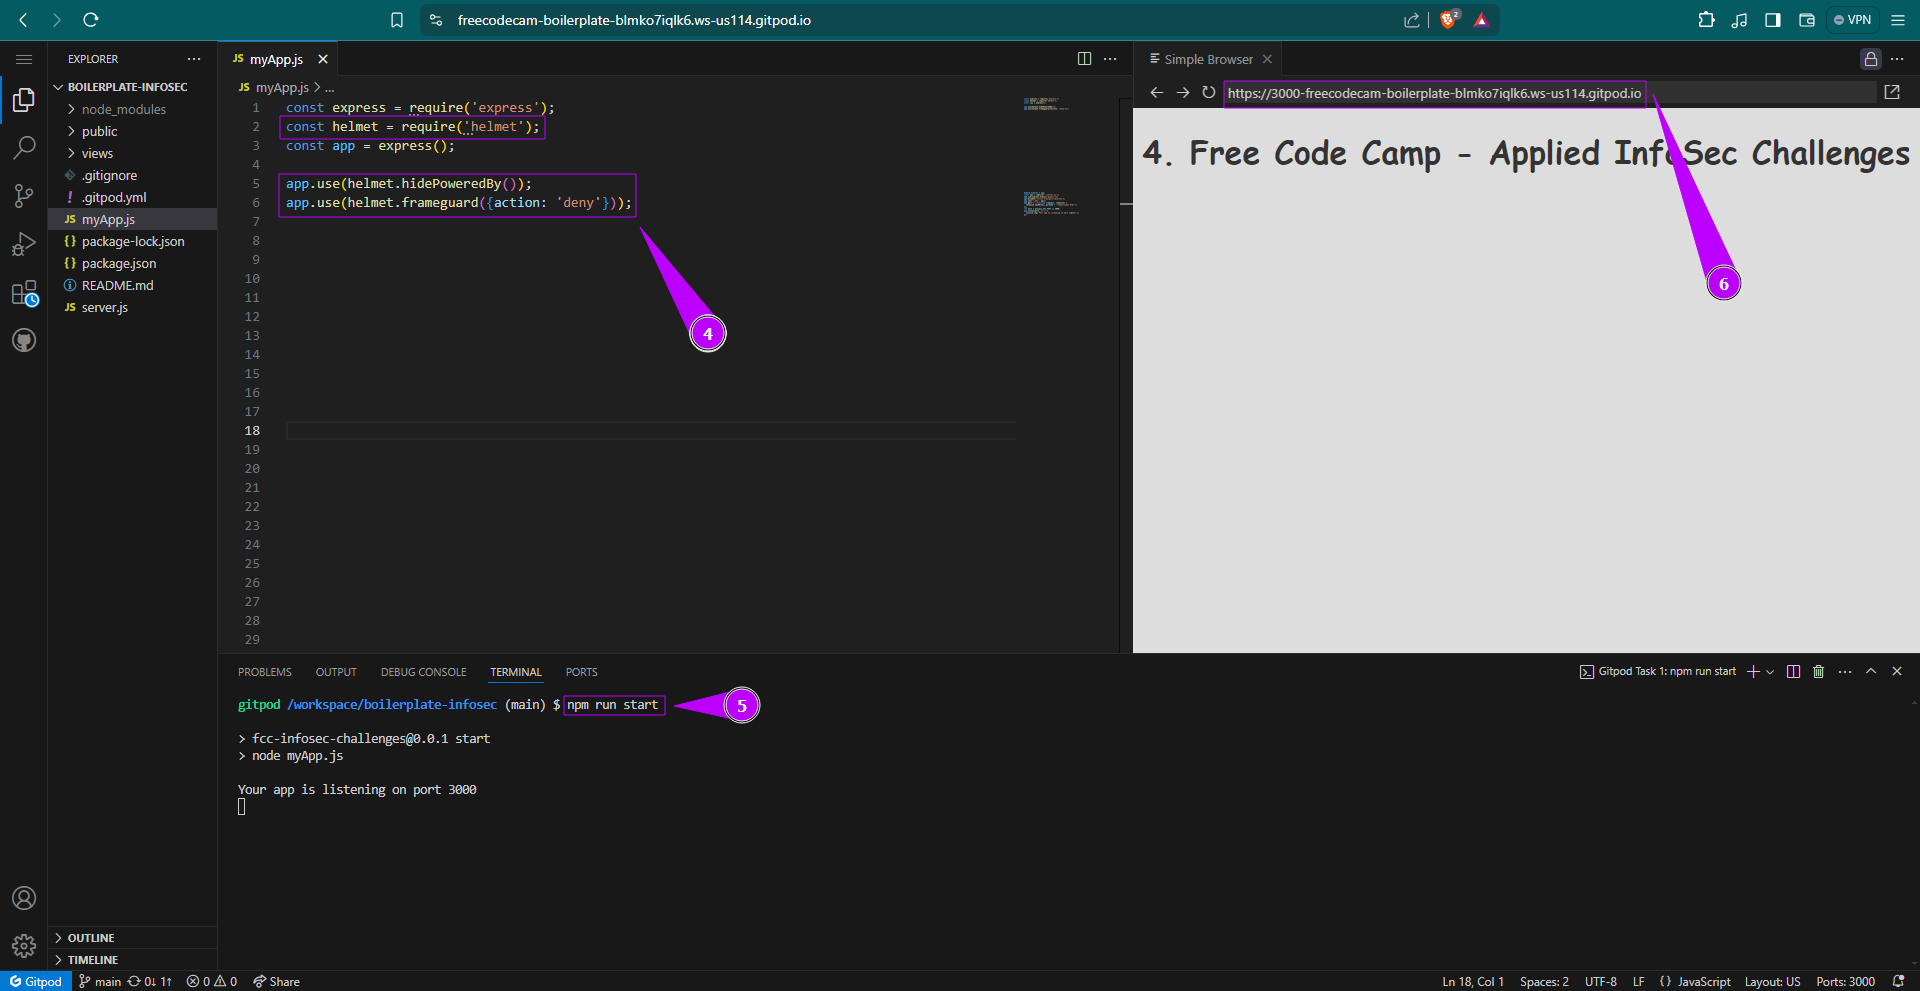 freecodecam-boilerplate-blmko7iqlk6.ws-us114.gitpod.io
2
VPN
EXPLORER
BOILERPLATE-INFOSEC
node_modules
public
views
.gitignore
! .gitpod.yml
JS myApp.js
{} package-lock.json
{} package.json
README.md
JS server.js
OUTLINE
TIMELINE
JS myApp.js
JS myApp.js > ...
1 const express = require('express');
2 const helmet = require('helmet');
3 const app = express();
4
5 app.use(helmet.hidePoweredBy());
6 app.use(helmet.frameguard({action: 'deny'}));
7
8
9
10
11
12
13
14
15
16
17
18
19
20
21
22
23
24
25
26
27
28
29
4
Simple Browser
https://3000-freecodecam-boilerplate-blmko7iqlk6.ws-us114.gitpod.io
4. Free Code Camp - Applied InfoSec Challenges
6
PROBLEMS OUTPUT DEBUG CONSOLE TERMINAL PORTS
Gitpod Task 1: npm run start
gitpod /workspace/boilerplate-infosec (main) $ npm run start
5
> fcc-infosec-challenges@0.0.1 start
> node myApp.js
Your app is listening on port 3000
Gitpod main 0↓ 1↑ 0 0 Share
Ln 18, Col 1 Spaces: 2 UTF-8 LF {} JavaScript Layout: US Ports: 3000